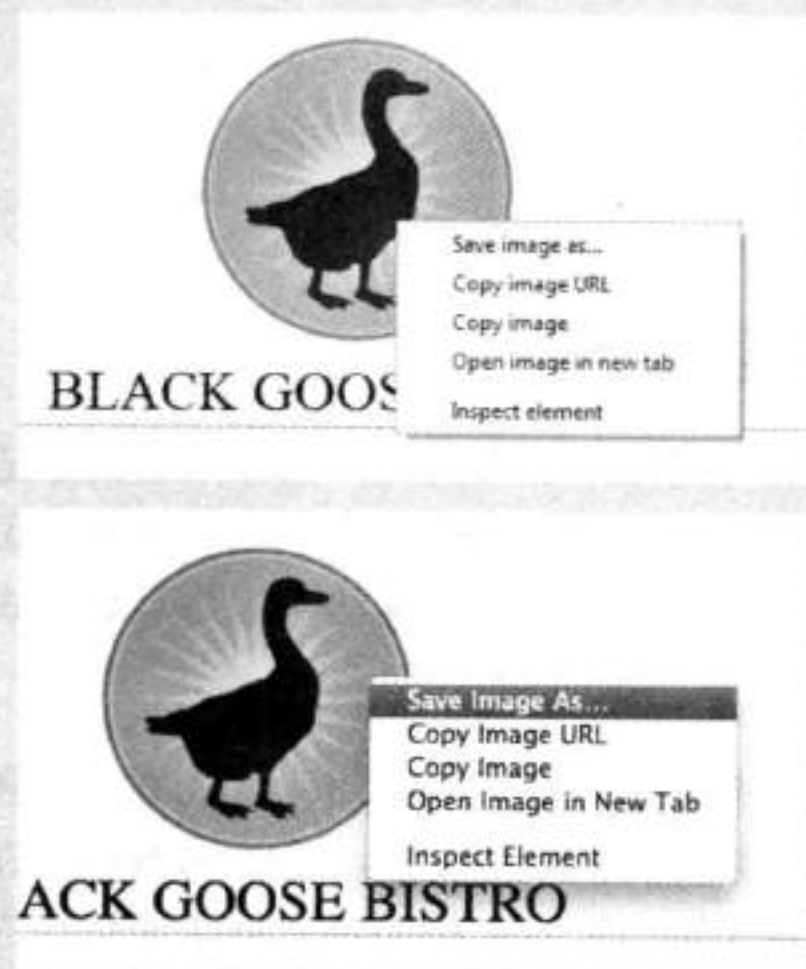 Save image as...
Copy image URL
Copy image
Open image in new tab
BLACK GOOS
Inspect element
Save Image As...
Copy Image URL
Copy Image
Open Image in New Tab
Inspect Element
ACK GOOSE BISTRO